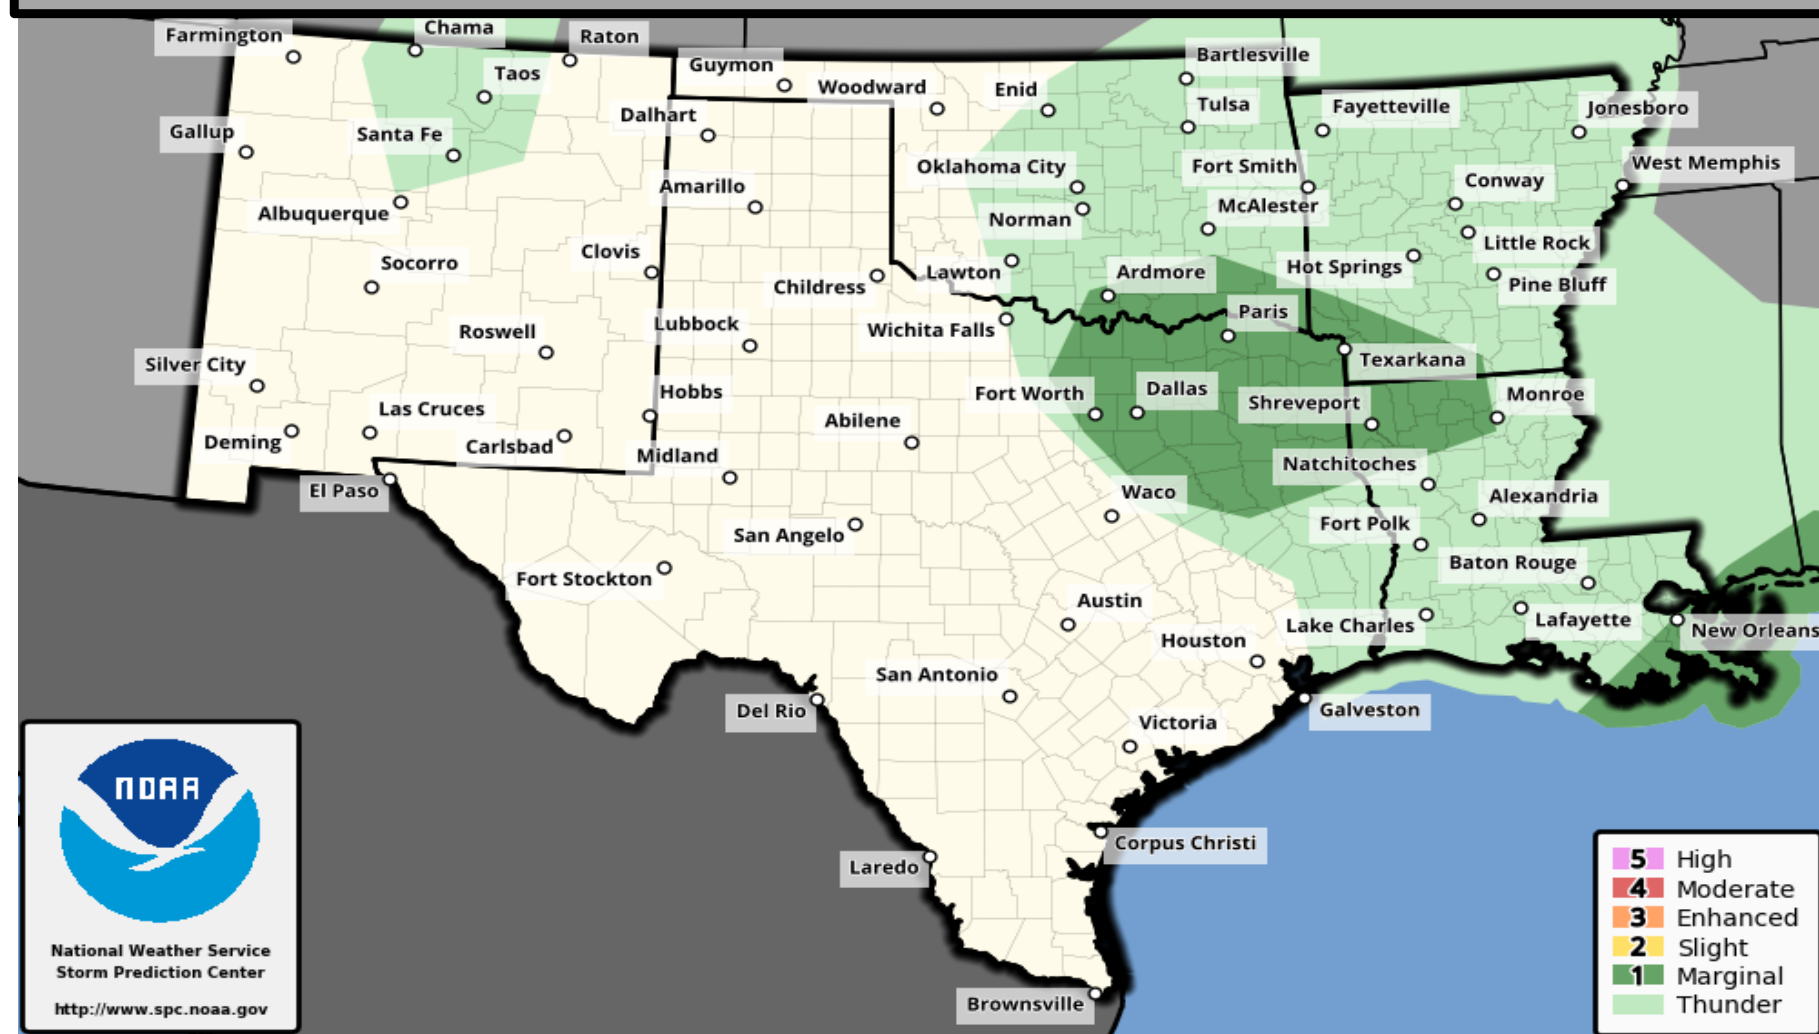 Farmington
Chama
Raton
Taos
Guymon
Woodward
Enid
Bartlesville
Tulsa
Fayetteville
Jonesboro
Gallup
Santa Fe
Dalhart
Oklahoma City
Fort Smith
Conway
West Memphis
Albuquerque
Amarillo
Norman
McAlester
Little Rock
Socorro
Clovis
Childress
Lawton
Ardmore
Hot Springs
Pine Bluff
Roswell
Lubbock
Wichita Falls
Paris
Texarkana
Silver City
Las Cruces
Hobbs
Fort Worth
Dallas
Shreveport
Monroe
Deming
Carlsbad
Midland
Abilene
Natchitoches
El Paso
Waco
Alexandria
San Angelo
Fort Polk
Fort Stockton
Baton Rouge
Austin
Lake Charles
Lafayette
New Orleans
Houston
San Antonio
Del Rio
Victoria
Galveston
Corpus Christi
Laredo
Brownsville
NOAA
National Weather Service
Storm Prediction Center
http://www.spc.noaa.gov
5 High
4 Moderate
3 Enhanced
2 Slight
1 Marginal
Thunder